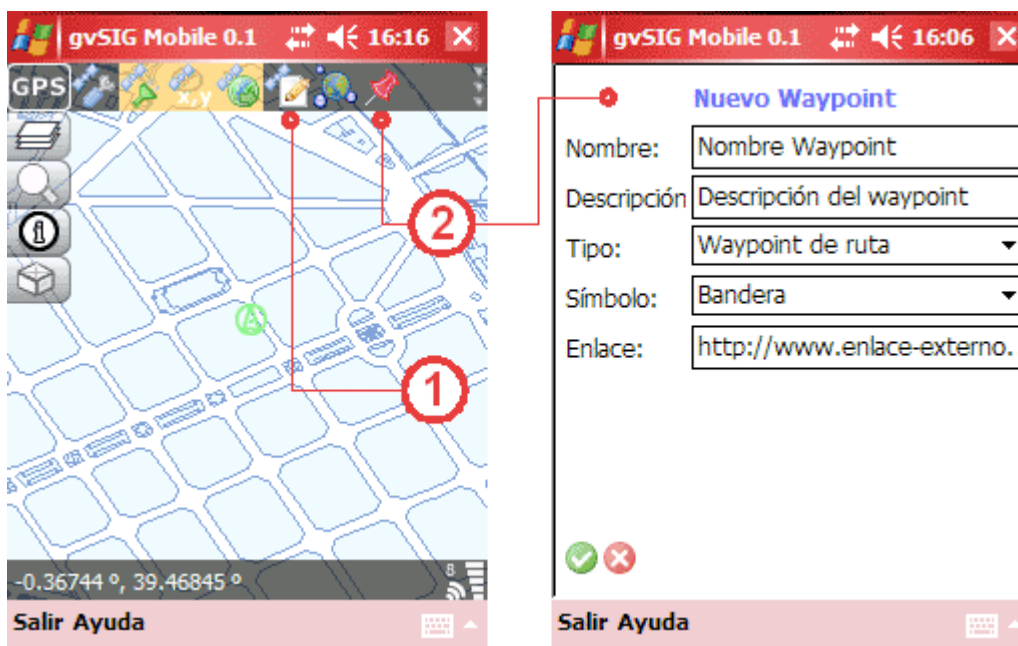 gvSIG Mobile 0.1 16:16
GPS
x,y
2
1
-0.36744 º, 39.46845 º 8
Salir Ayuda
gvSIG Mobile 0.1 16:06
Nuevo Waypoint
Nombre: Nombre Waypoint
Descripción Descripción del waypoint
Tipo: Waypoint de ruta
Símbolo: Bandera
Enlace: http://www.enlace-externo.
Salir Ayuda